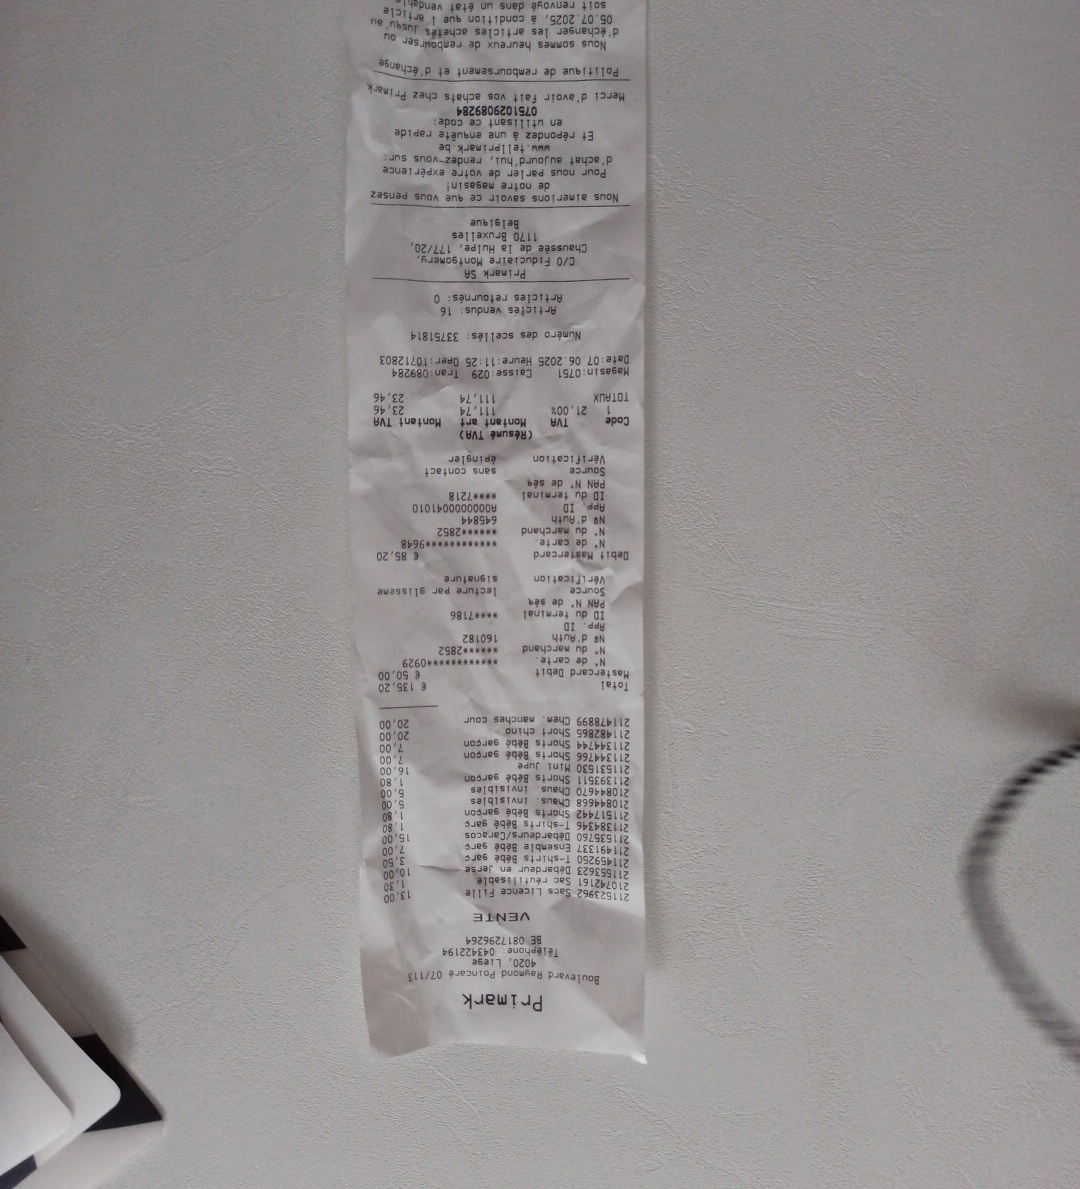 Primark
Boulevard Raymond Poincaré 07/113
4020, Liege
Téléphone 043422194
BE 0817296264
VENTE
211523962 Sacs Licence Fille 13,00
210742161 Sac réutilisable 1,30
211553623 Débardeur en Jerse 10,00
211459250 T-shirts Bébé garç 3,50
211491337 Ensemble Bébé garç 7,00
211535760 Débardeurs/Caracos 15,00
211384346 T-shirts Bébé garç 1,80
211517442 Shorts Bébé garçon 1,80
210844668 Chaus. invisibles 5,00
210844670 Chaus. invisibles 5,00
211393511 Shorts Bébé garçon 1,80
211531530 Mini Jupe 16,00
211344766 Shorts Bébé garçon 7,00
211344744 Shorts Bébé garçon 7,00
211482865 Short chino 20,00
211478899 Chem. manches cour 20,00
Total € 135,20
Mastercard Debit € 50,00
N° de carte. ************0929
N° du marchand ******2852
Nº d'Auth 160182
App. ID
ID du terminal ****7186
PAN N° de séq
Source lecture par glisseme
Vérification signature
Debit Mastercard € 85,20
N° de carte. ************9648
N° du marchand ******2852
Nº d'Auth 645844
App. ID A0000000041010
ID du terminal ****7218
PAN N° de séq
Source sans contact
Vérification épingler
(Résumé TVA)
Code TVA Montant art Montant TVA
1 21,00% 111,74 23,46
TOTAUX 111,74 23,46
Magasin:0751 Caisse:029 Tran:089284
Date:07.06.2025 Heure:11:25 Oper:10712803
Numéro des scellés: 33751814
Articles vendus: 16
Articles retournés: 0
Primark SA
C/O Fiduciaire Montgomery,
Chaussée de la Hulpe, 177/20,
1170 Bruxelles
Belgique
Nous aimerions savoir ce que vous pensez
de notre magasin!
Pour nous parler de votre expérience
d'achat aujourd'hui, rendez-vous sur:
www.tellprimark.be
Et répondez à une enquête rapide
en utilisant ce code:
0751029089284
Merci d'avoir fait vos achats chez Primark
Politique de remboursement et d'échange
Nous sommes heureux de rembourser ou
d'échanger les articles achetés jusqu'au
05.07.2025, à condition que l'article
soit renvoyé dans un état vendable